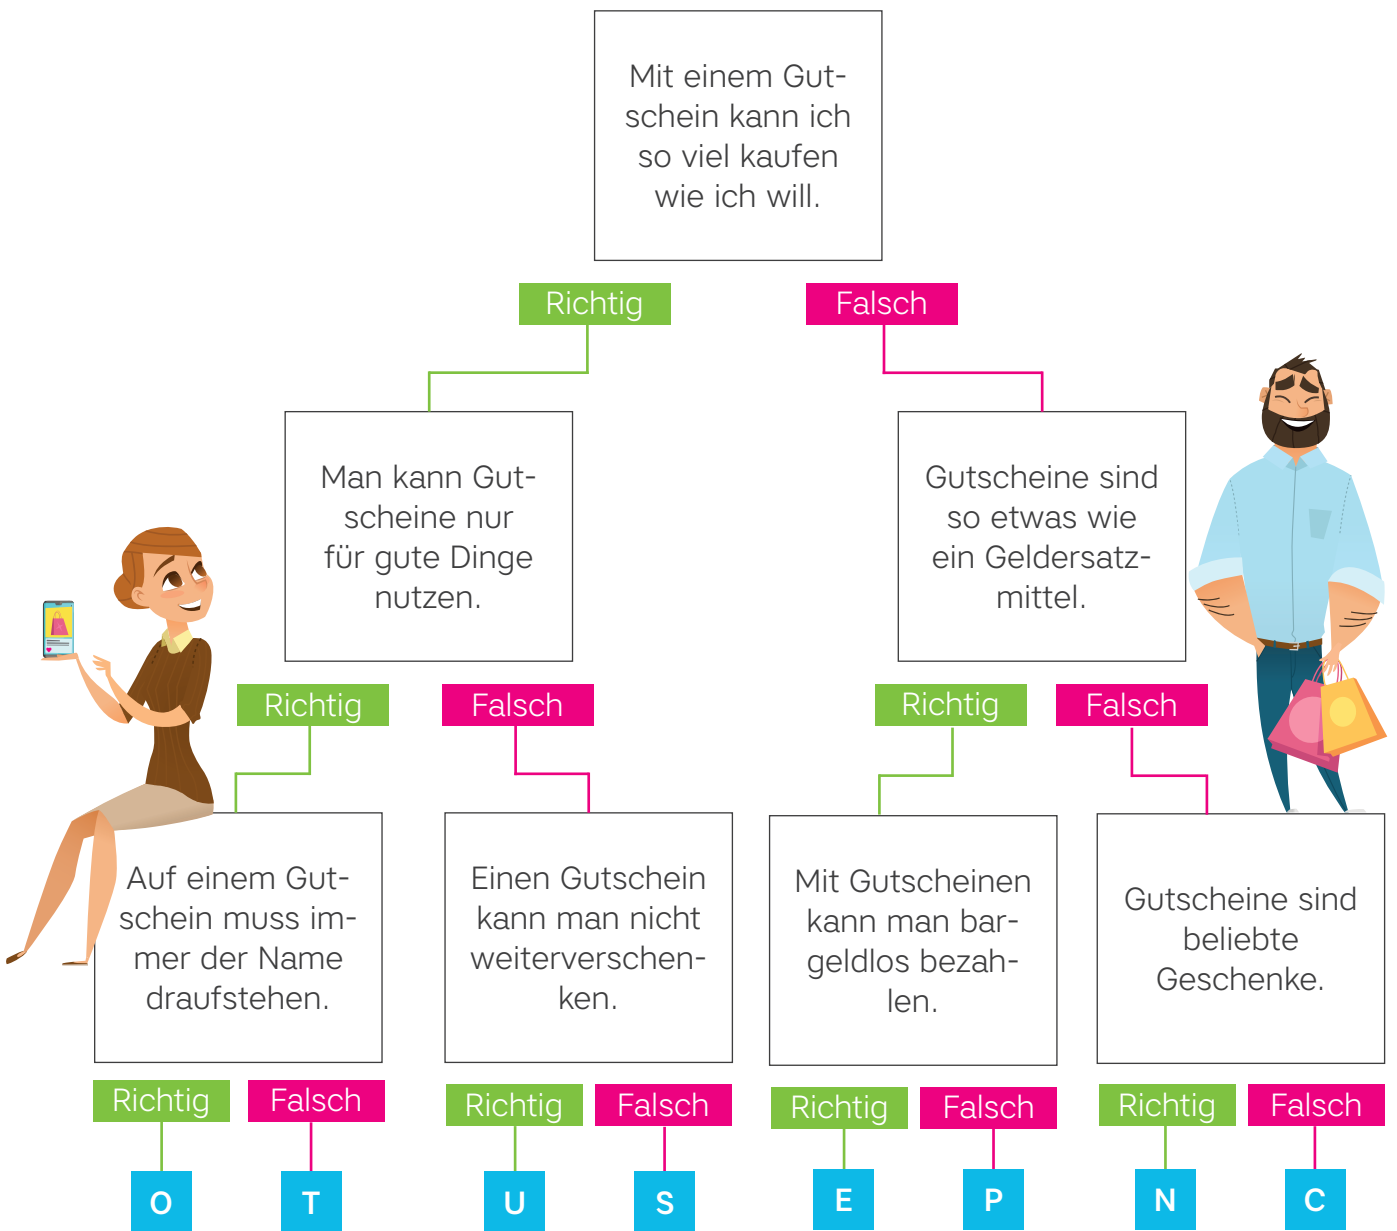 Mit einem Gut-
schein kann ich
so viel kaufen
wie ich will.
Richtig
Falsch
Man kann Gut-
scheine nur
für gute Dinge
nutzen.
Gutscheine sind
so etwas wie
ein Geldersatz-
mittel.
Richtig
Falsch
Richtig
Falsch
Auf einem Gut-
schein muss im-
mer der Name
draufstehen.
Einen Gutschein
kann man nicht
weiterverschen-
ken.
Mit Gutscheinen
kann man bar-
geldlos bezah-
len.
Gutscheine sind
beliebte
Geschenke.
Richtig
Falsch
Richtig
Falsch
Richtig
Falsch
Richtig
Falsch
O
T
U
S
E
P
N
C